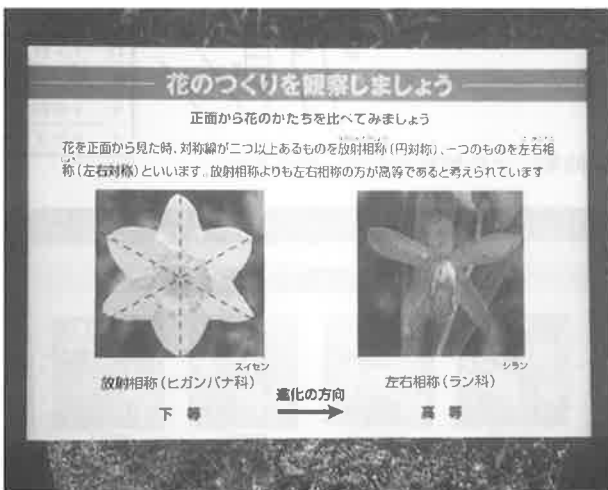 花のつくりを観察しましょう
正面から花のかたちを比べてみましょう
花を正面から見た時、対称線が二つ以上あるものを放射相称(円対称)、一つのものを左右相
称(左右対称)といいます。放射相称よりも左右相称の方が高等であると考えられています
スイセン
放射相称(ヒガンバナ科)
下 等
進化の方向
シラン
左右相称(ラン科)
高 等